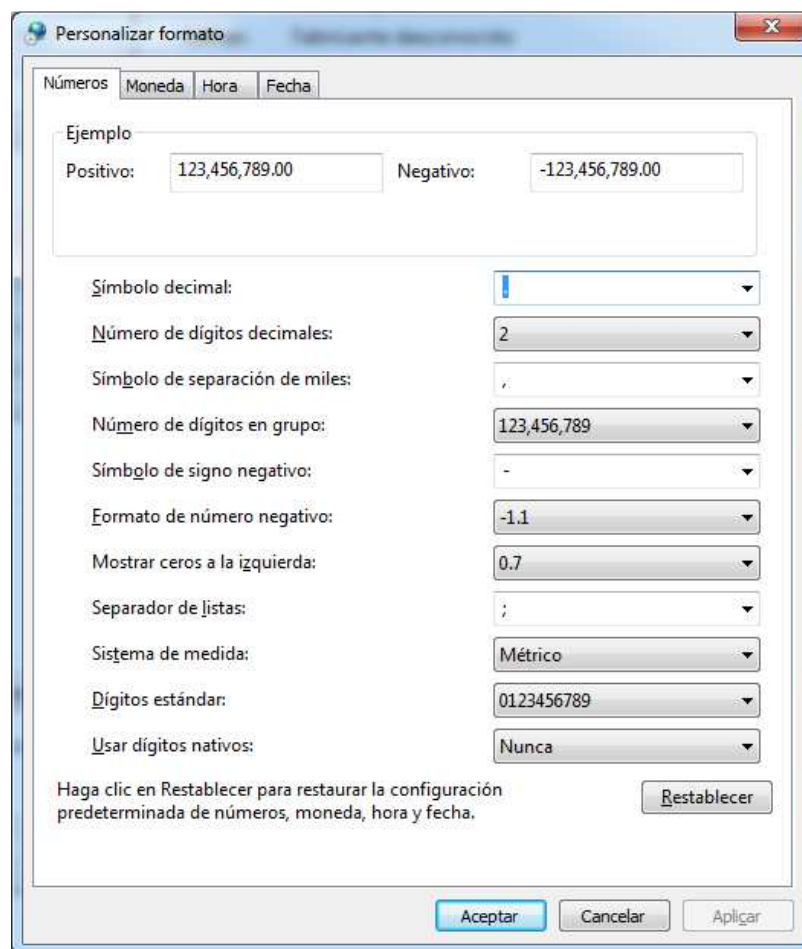 Personalizar formato
Números Moneda Hora Fecha
Ejemplo
Positivo: 123,456,789.00 Negativo: -123,456,789.00
Símbolo decimal: .
Número de dígitos decimales: 2
Símbolo de separación de miles: ,
Número de dígitos en grupo: 123,456,789
Símbolo de signo negativo: -
Formato de número negativo: -1.1
Mostrar ceros a la izquierda: 0.7
Separador de listas: ;
Sistema de medida: Métrico
Dígitos estándar: 0123456789
Usar dígitos nativos: Nunca
Haga clic en Restablecer para restaurar la configuración
predeterminada de números, moneda, hora y fecha.
Restablecer
Aceptar Cancelar Aplicar